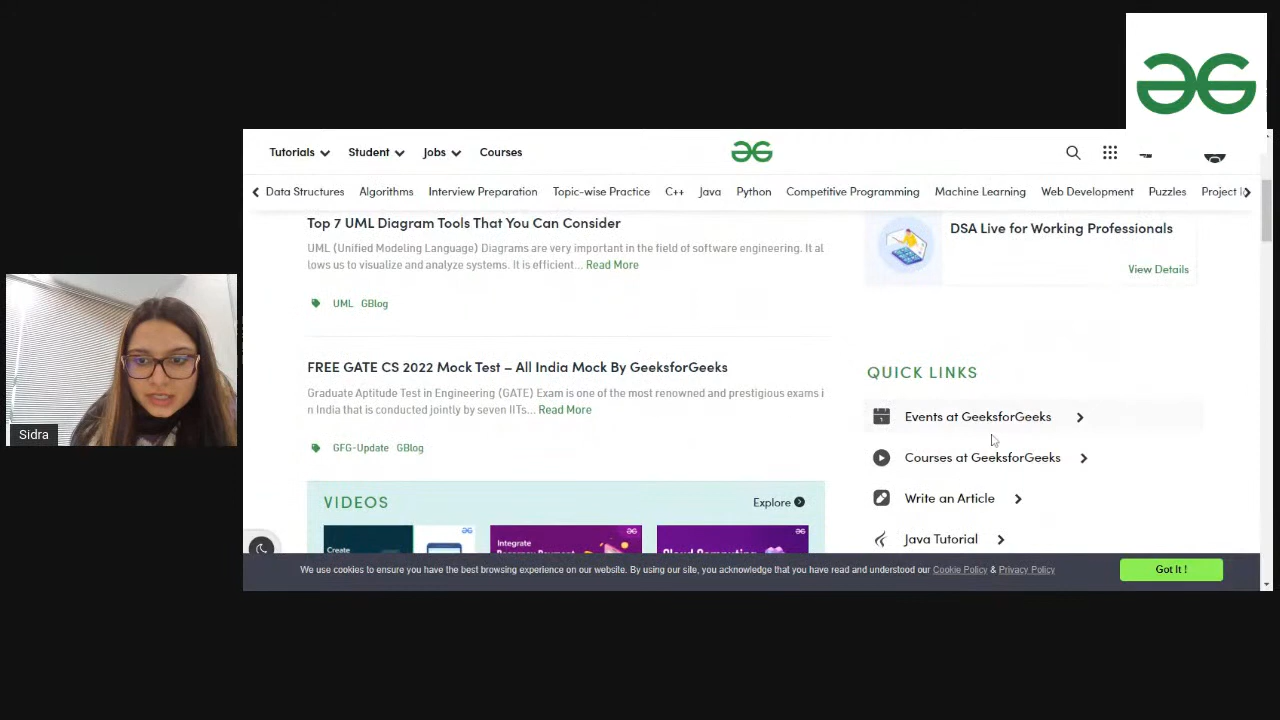 Tutorials
Student
Jobs
Courses
Data Structures
Algorithms
Interview Preparation
Topic-wise Practice
C++
Java
Python
Competitive Programming
Machine Learning
Web Development
Puzzles
Project
Top 7 UML Diagram Tools That You Can Consider
UML (Unified Modeling Language) Diagrams are very important in the field of software engineering. It al
lows us to visualize and analyze systems. It is efficient... Read More
UML GBlog
FREE GATE CS 2022 Mock Test – All India Mock By GeeksforGeeks
Graduate Aptitude Test in Engineering (GATE) Exam is one of the most renowned and prestigious exams i
n India that is conducted jointly by seven IITs... Read More
GFG-Update GBlog
VIDEOS
Explore
Create
Integrate
DSA Live for Working Professionals
View Details
QUICK LINKS
Events at GeeksforGeeks
Courses at GeeksforGeeks
Write an Article
Java Tutorial
We use cookies to ensure you have the best browsing experience on our website. By using our site, you acknowledge that you have read and understood our Cookie Policy & Privacy Policy
Got It !
Sidra